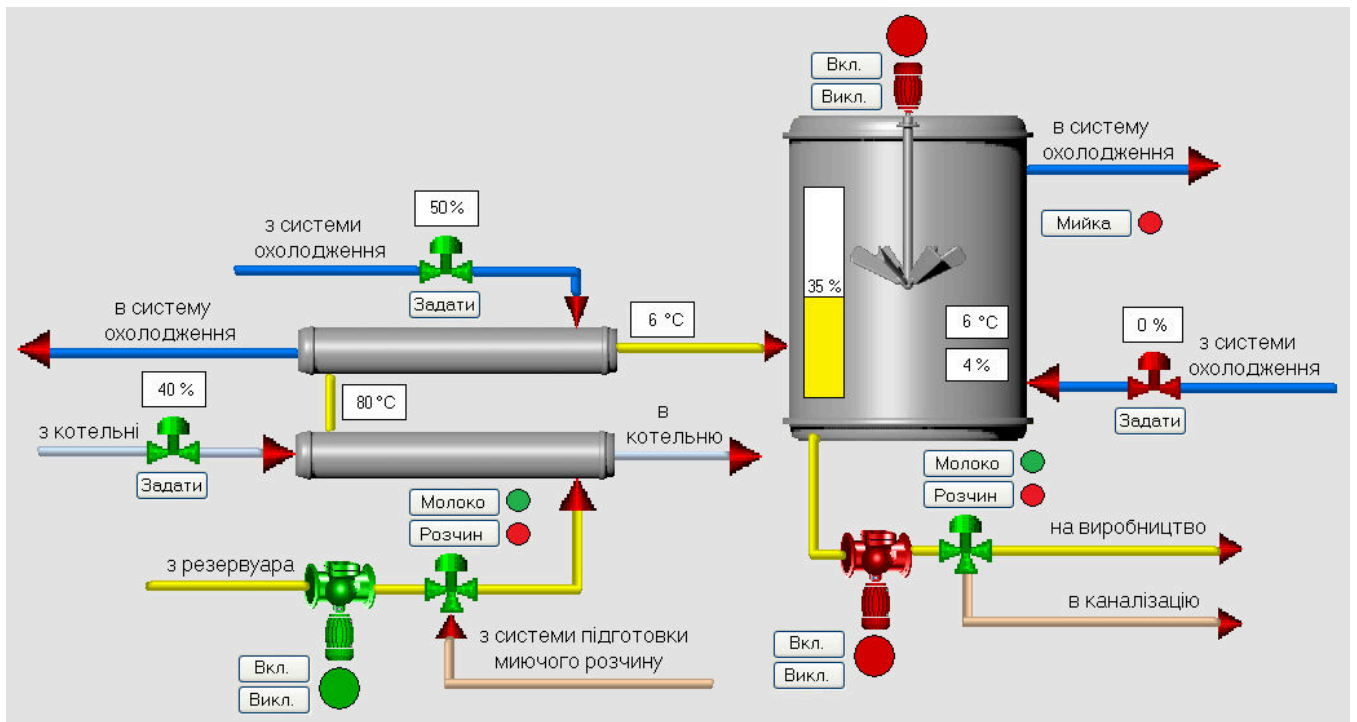 Вкл.
Викл.
в систему
охолодження
50 %
з системи
охолодження
Мийка
Задати
35 %
в систему
охолодження
6 °C
6 °C
0 %
з системи
охолодження
4 %
40 %
80 °C
Задати
з котельні
в
котельню
Задати
Молоко
Розчин
Молоко
Розчин
на виробництво
з резервуара
в каналізацію
з системи підготовки
миючого розчину
Вкл.
Викл.
Вкл.
Викл.